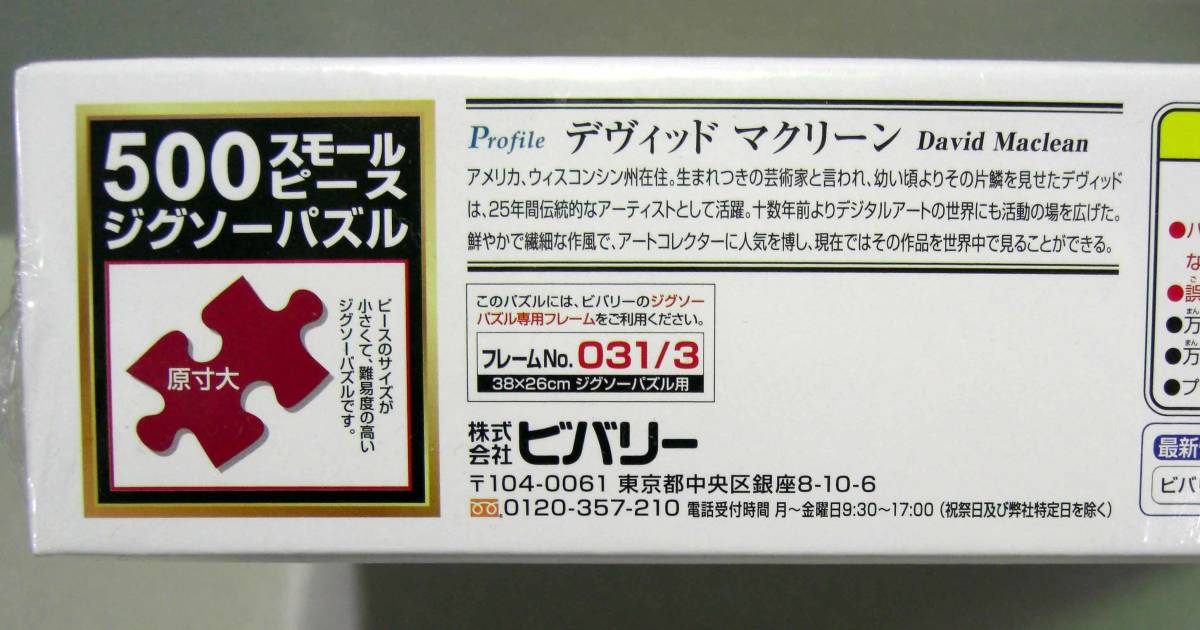 500スモールピース
ジグソーパズル
原寸大
ピースのサイズが
小さくて、難易度の高い
ジグソーパズルです。
Profile デヴィッド マクリーン David Maclean
アメリカ、ウィスコンシン州在住。生まれつきの芸術家と言われ、幼い頃よりその片鱗を見せたデヴィッド
は、25年間伝統的なアーティストとして活躍。十数年前よりデジタルアートの世界にも活動の場を広げた。
鮮やかで繊細な作風で、アートコレクターに人気を博し、現在ではその作品を世界中で見ることができる。
このパズルには、ビバリーのジグソー
パズル専用フレームをご利用ください。
フレームNo. 031/3
38×26cm ジグソーパズル用
株式会社ビバリー
〒104-0061 東京都中央区銀座8-10-6
0120-357-210 電話受付時間 月〜金曜日9:30〜17:00（祝祭日及び弊社特定日を除く）
●パ
な
●誤
●万
●万
●プ
最新
ビバ